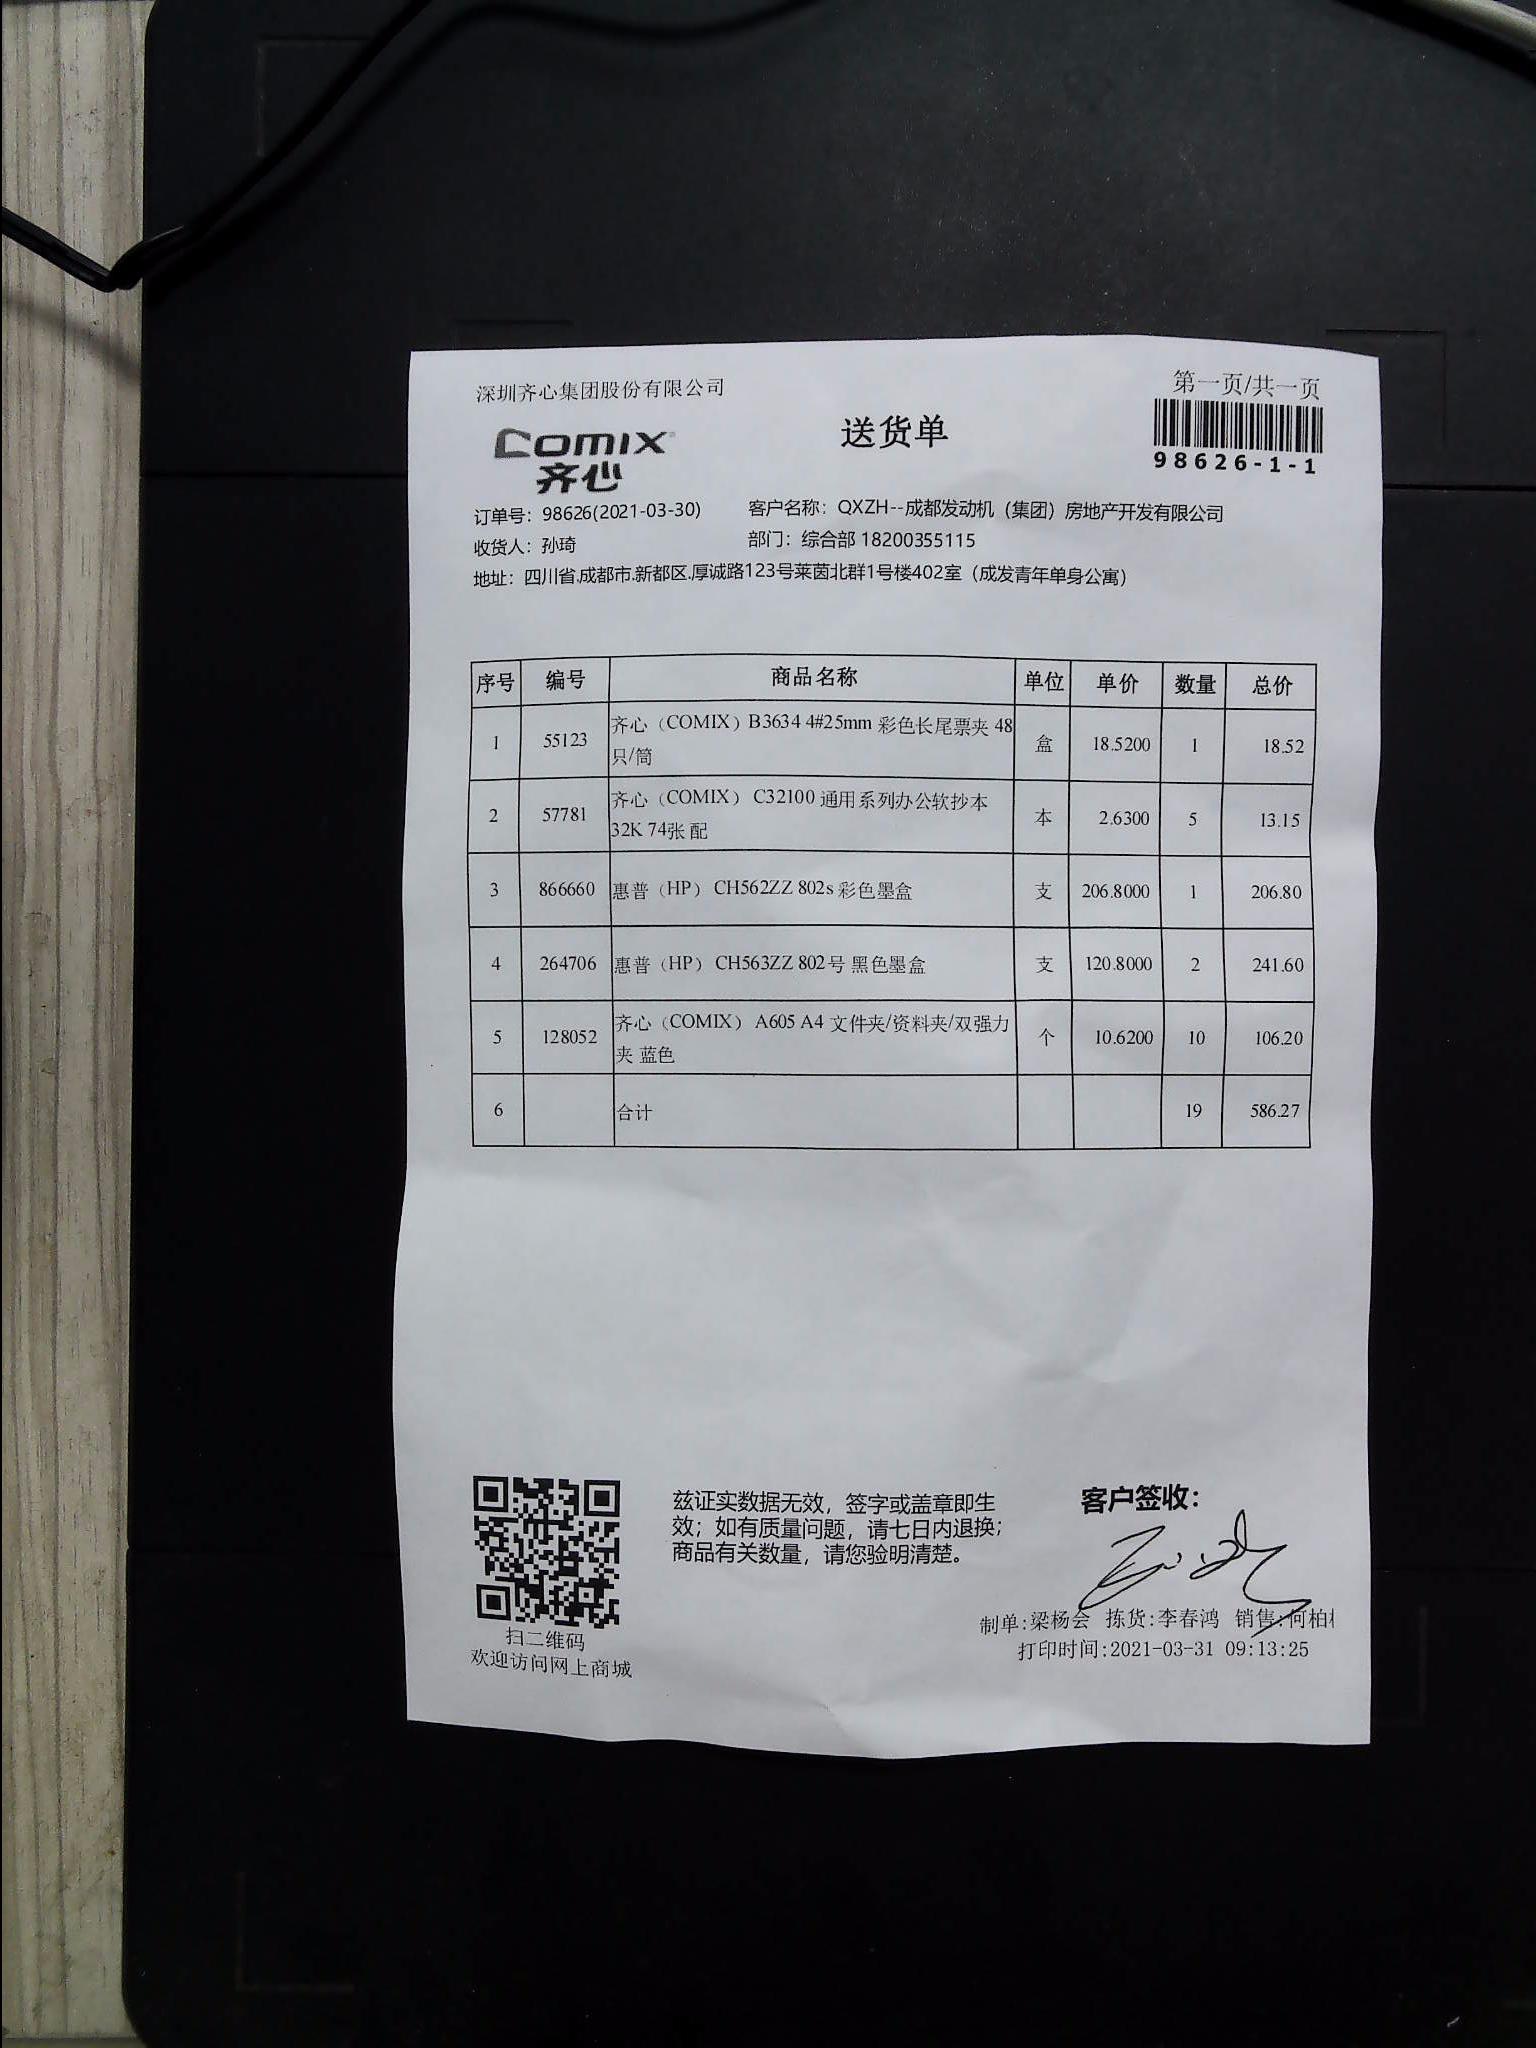 深圳齐心集团股份有限公司
第一页/共一页
COMIX
齐心
送货单
98626-1-1
订单号：98626(2021-03-30) 客户名称：QXZH--成都发动机（集团）房地产开发有限公司
收货人：孙琦 部门：综合部 18200355115
地址：四川省.成都市.新都区.厚诚路123号莱茵北群1号楼402室（成发青年单身公寓）
序号 编号 商品名称 单位 单价 数量 总价
1 55123 齐心（COMIX）B3634 4#25mm 彩色长尾票夹 48
只/筒 盒 18.5200 1 18.52
2 57781 齐心（COMIX） C32100 通用系列办公软抄本
32K 74张 配 本 2.6300 5 13.15
3 866660 惠普（HP） CH562ZZ 802s 彩色墨盒 支 206.8000 1 206.80
4 264706 惠普（HP） CH563ZZ 802号 黑色墨盒 支 120.8000 2 241.60
5 128052 齐心（COMIX） A605 A4 文件夹/资料夹/双强力
夹 蓝色 个 10.6200 10 106.20
6 合计 19 586.27
兹证实数据无效，签字或盖章即生
效；如有质量问题，请七日内退换；
商品有关数量，请您验明清楚。
客户签收：
扫二维码
欢迎访问网上商城
制单:梁杨会 拣货:李春鸿 销售:何柏
打印时间:2021-03-31 09:13:25